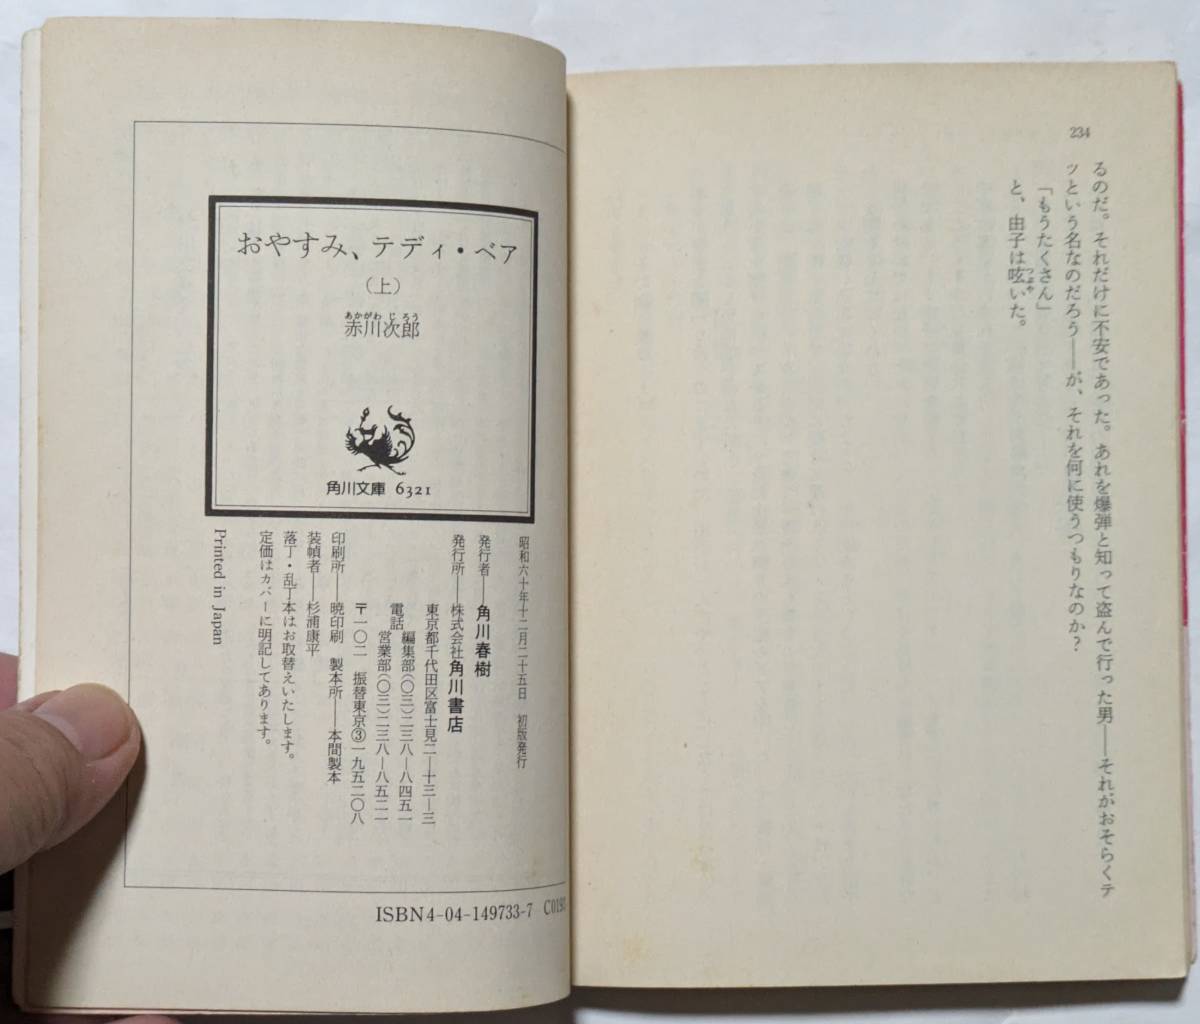 234
るのだ。それだけに不安であった。あれを爆弾と知って盗んで行った男――それがおそらくテ
ッという名なのだろう――が、それを何に使うつもりなのか？
「もうたくさん」
と、由子は呟いた。
つぶや
おやすみ、テディ・ベア
（上）
あかがわじろう
赤川次郎
角川文庫 6321
昭和六十年十二月二十五日 初版発行
発行者――角川春樹
発行所――株式会社角川書店
東京都千代田区富士見二―十三―三
編集部（〇三）二三八―八四五一
電話
営業部（〇三）二三八―八五二一
〒一〇二 振替東京③一九五二〇八
印刷所――暁印刷 製本所――本間製本
装幀者――杉浦康平
落丁・乱丁本はお取替えいたします。
定価はカバーに明記してあります。
Printed in Japan
ISBN4-04-149733-7